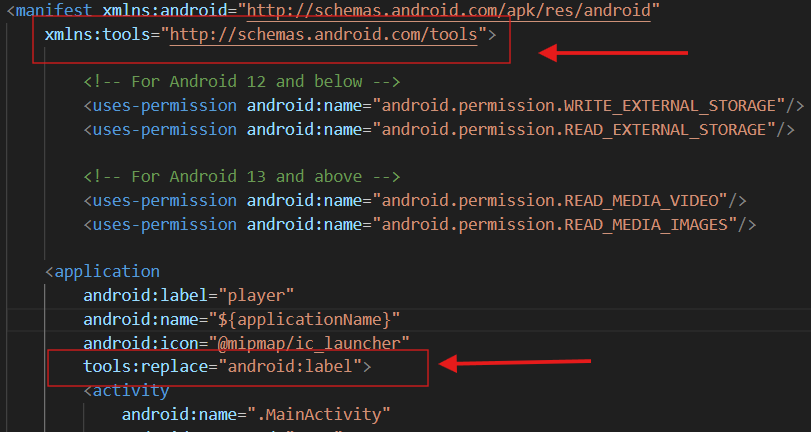 <manifest xmlns:android="http://schemas.android.com/apk/res/android"
xmlns:tools="http://schemas.android.com/tools">
<!-- For Android 12 and below -->
<uses-permission android:name="android.permission.WRITE_EXTERNAL_STORAGE"/>
<uses-permission android:name="android.permission.READ_EXTERNAL_STORAGE"/>
<!-- For Android 13 and above -->
<uses-permission android:name="android.permission.READ_MEDIA_VIDEO"/>
<uses-permission android:name="android.permission.READ_MEDIA_IMAGES"/>
<application
android:label="player"
android:name="${applicationName}"
android:icon="@mipmap/ic_launcher"
tools:replace="android:label">
<activity
android:name=".MainActivity"